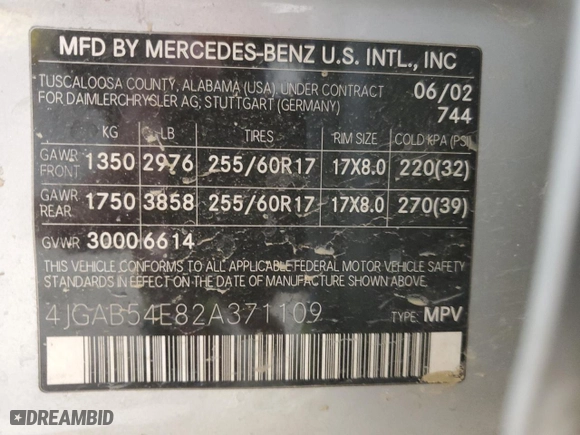 MFD BY MERCEDES-BENZ U.S. INTL., INC
TUSCALOOSA COUNTY, ALABAMA (USA) UNDER CONTRACT
FOR DAIMLERCHRYSLER AG, STUTTGART (GERMANY)
06/02
744
KG LB TIRES RIM SIZE COLD KPA (PSI)
GAWR FRONT 1350 2976 255/60R17 17X8.0 220(32)
GAWR REAR 1750 3858 255/60R17 17X8.0 270(39)
GVWR 3000 6614
THIS VEHICLE CONFORMS TO ALL APPLICABLE FEDERAL MOTOR VEHICLE SAFETY
STANDARDS IN EFFECT ON THE DATE OF MANUFACTURE SHOWN ABOVE.
4JGAB54E82A371109 TYPE: MPV
DREAMBID